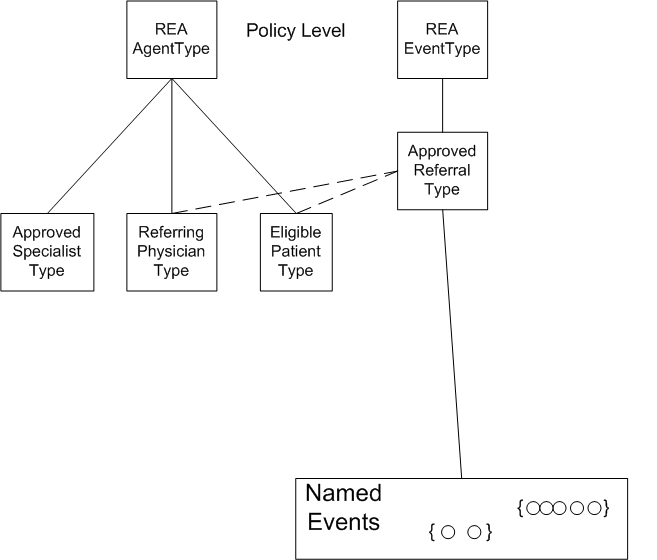 REA
AgentType
Policy Level
REA
EventType
Approved
Referral
Type
Approved
Specialist
Type
Referring
Physician
Type
Eligible
Patient
Type
Named
Events
{ }
{ }